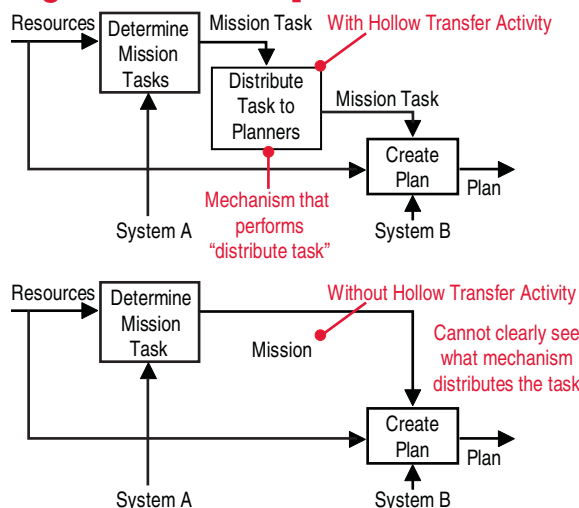 Resources
Determine
Mission
Tasks
Mission Task
With Hollow Transfer Activity
Distribute
Task to
Planners
Mission Task
Create
Plan
Plan
Mechanism that
performs
“distribute task”
System A
System B
Resources
Determine
Mission
Task
Without Hollow Transfer Activity
Mission
Cannot clearly see
what mechanism
distributes the task
Create
Plan
Plan
System A
System B